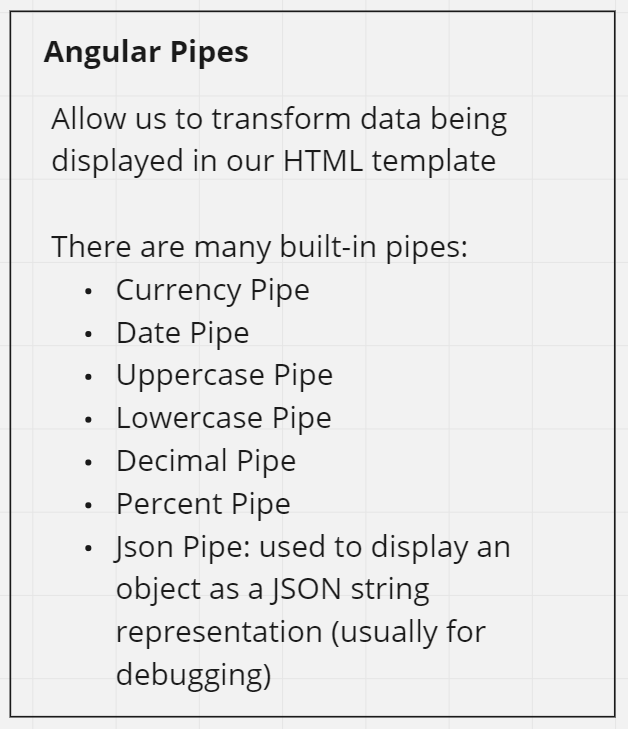 Angular Pipes
Allow us to transform data being
displayed in our HTML template
There are many built-in pipes:
• Currency Pipe
• Date Pipe
• Uppercase Pipe
• Lowercase Pipe
• Decimal Pipe
• Percent Pipe
• Json Pipe: used to display an
object as a JSON string
representation (usually for
debugging)